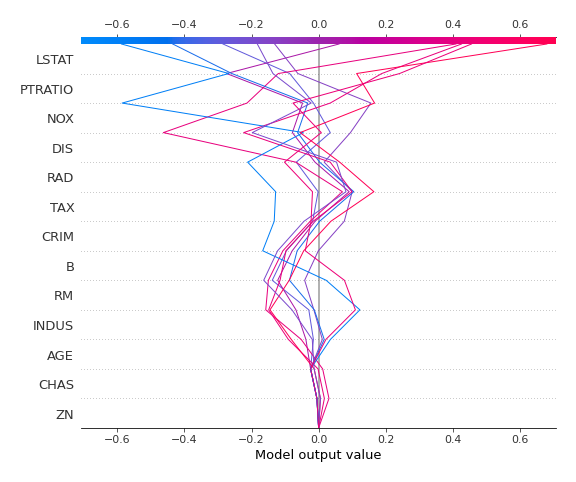 −0.6 −0.4 −0.2 0.0 0.2 0.4 0.6
LSTAT
PTRATIO
NOX
DIS
RAD
TAX
CRIM
B
RM
INDUS
AGE
CHAS
ZN
−0.6 −0.4 −0.2 0.0 0.2 0.4 0.6
Model output value